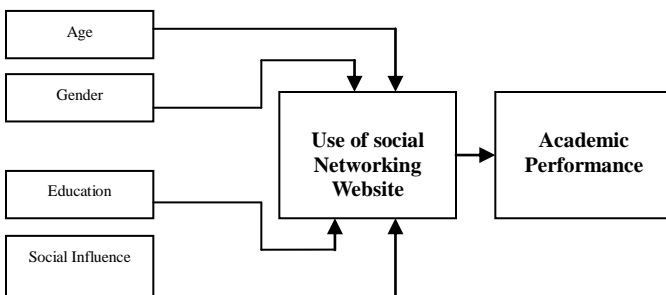 Age
Gender
Education
Social Influence
Use of social
Networking
Website
Academic
Performance